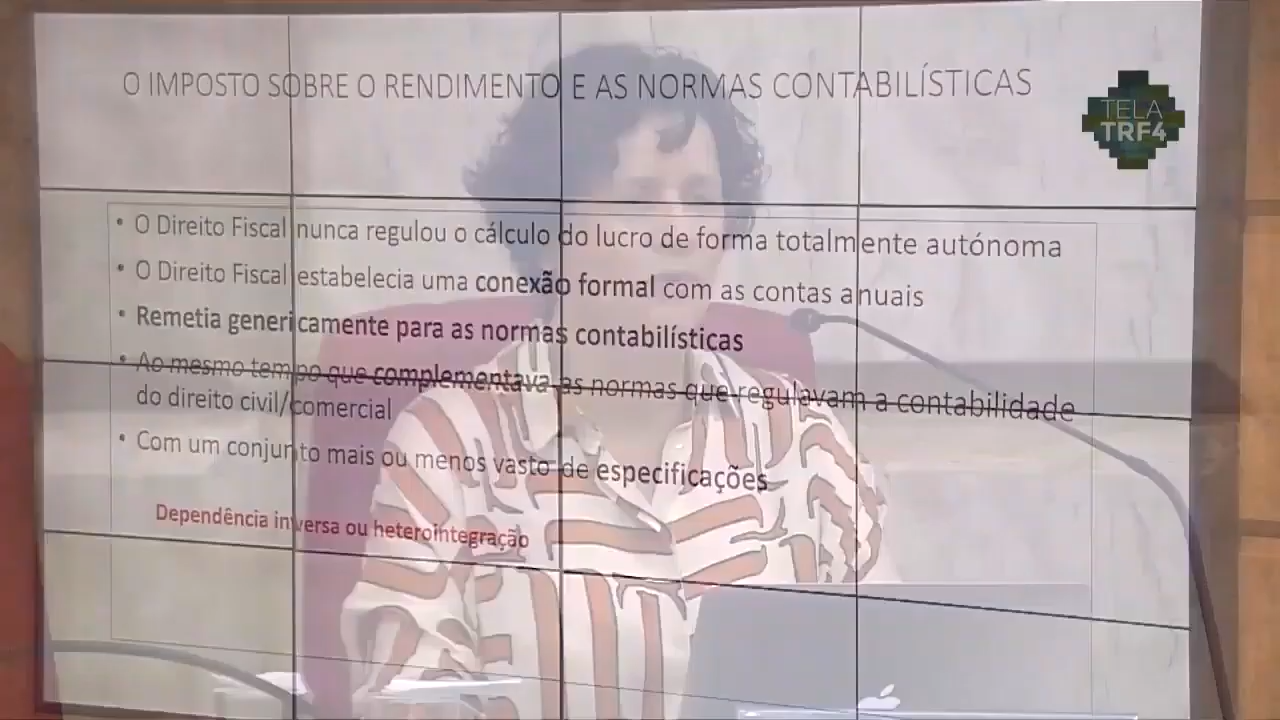 O IMPOSTO SOBRE O RENDIMENTO E AS NORMAS CONTABILÍSTICAS
TELA
TRF4
• O Direito Fiscal nunca regulou o cálculo do lucro de forma totalmente autónoma
• O Direito Fiscal estabelecia uma conexão formal com as contas anuais
• Remetia genericamente para as normas contabilísticas
• Ao mesmo tempo que complementava as normas que regulavam a contabilidade
do direito civil/comercial
• Com um conjunto mais ou menos vasto de especificações
Dependência inversa ou heterointegração